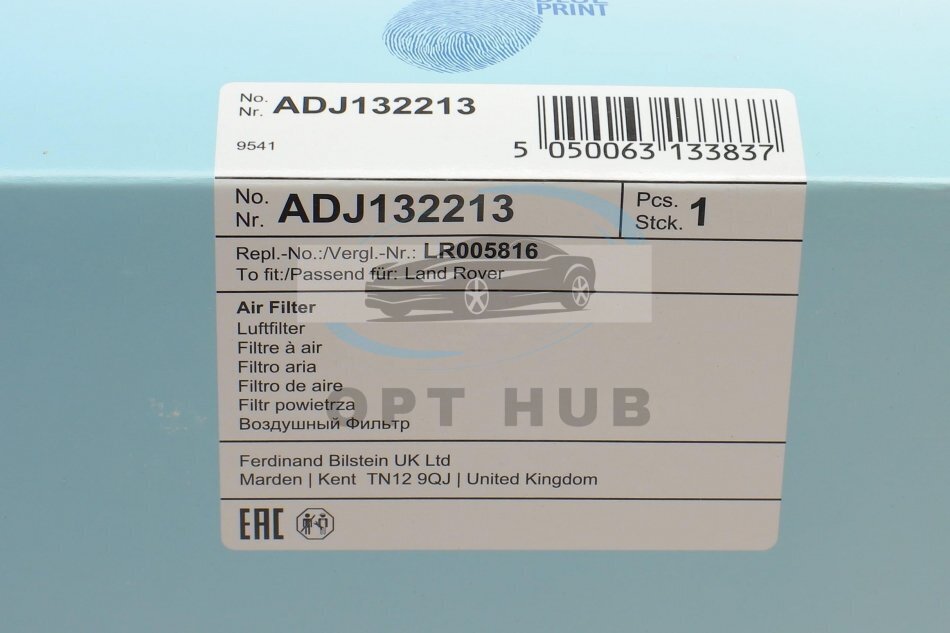 BLUE
PRINT
No.
Nr. ADJ132213
9541
5 050063 133837
No.
Nr. ADJ132213
Pcs.
Stck. 1
Repl.-No.:/Vergl.-Nr.: LR005816
To fit:/Passend für: Land Rover
Air Filter
Luftfilter
Filtre à air
Filtro aria
Filtro de aire
Filtr powietrza
Воздушный Фильтр
OPT HUB
Ferdinand Bilstein UK Ltd
Marden | Kent TN12 9QJ | United Kingdom
EAC